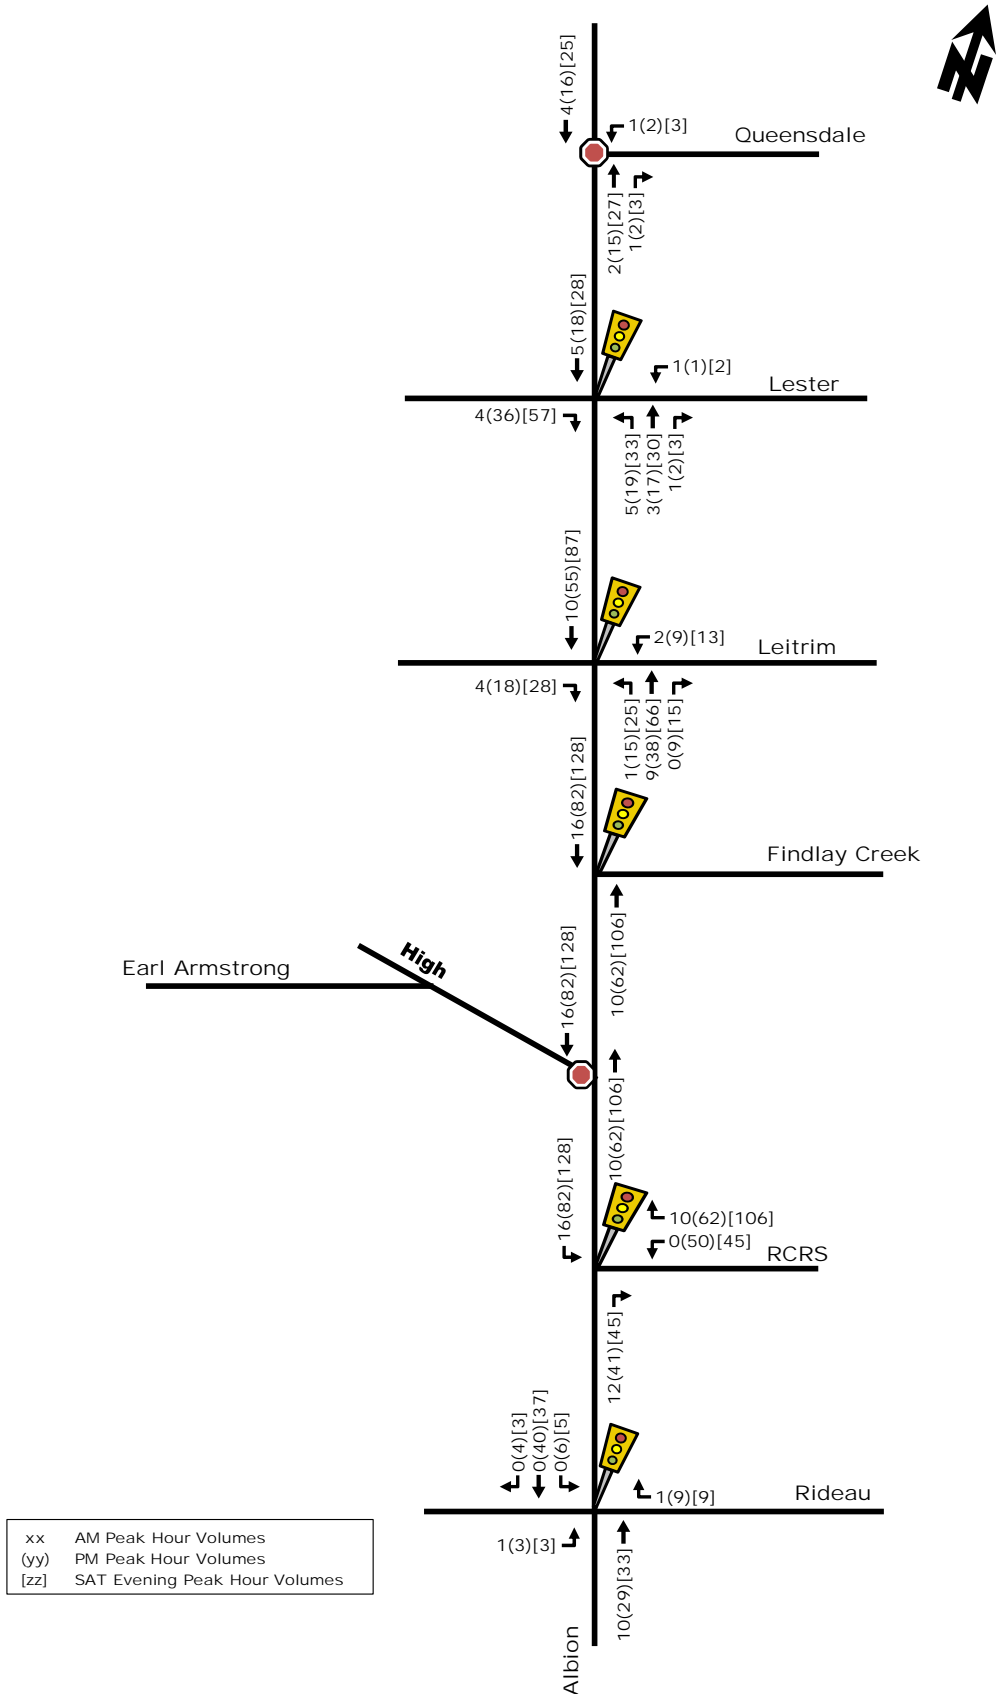 4(16)[25]
1(2)[3]
Queensdale
2(15)[27]
1(2)[3]
5(18)[28]
1(1)[2]
Lester
4(36)[57]
5(19)[33]
3(17)[30]
1(2)[3]
10(55)[87]
2(9)[13]
Leitrim
4(18)[28]
1(15)[25]
9(38)[66]
0(9)[15]
16(82)[128]
Findlay Creek
10(62)[106]
High
Earl Armstrong
16(82)[128]
10(62)[106]
16(82)[128]
10(62)[106]
0(50)[45]
RCRS
12(41)[45]
0(4)[3]
0(40)[37]
0(6)[5]
1(9)[9]
Rideau
1(3)[3]
10(29)[33]
Albion
xx AM Peak Hour Volumes
(yy) PM Peak Hour Volumes
[zz] SAT Evening Peak Hour Volumes